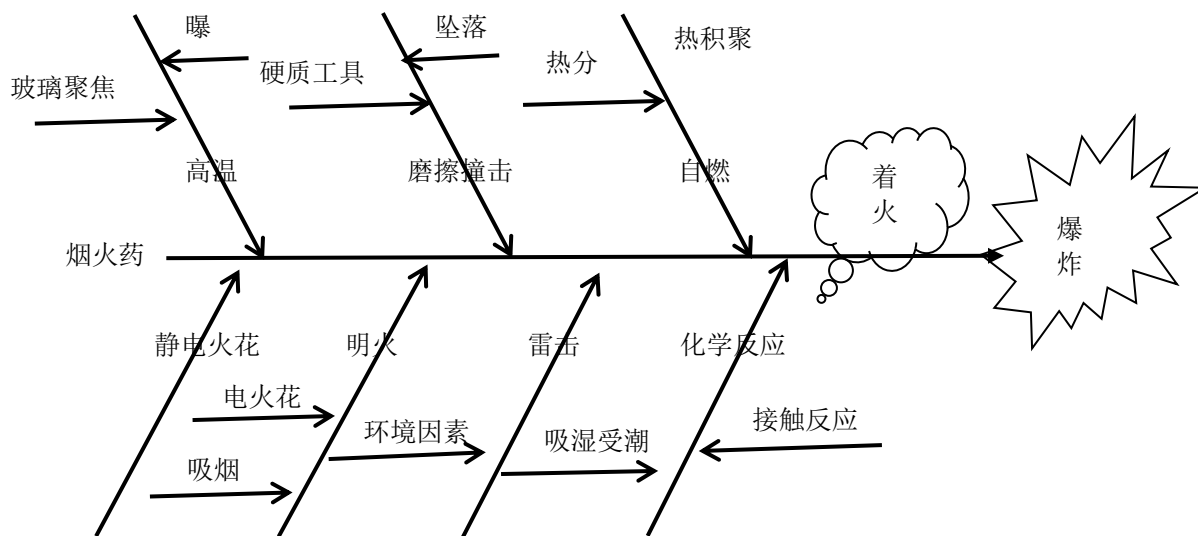 曝
坠落
热积聚
玻璃聚焦
硬质工具
热分
高温
磨擦撞击
自燃
着
火
烟火药
爆
炸
静电火花
明火
雷击
化学反应
电火花
环境因素
吸湿受潮
接触反应
吸烟